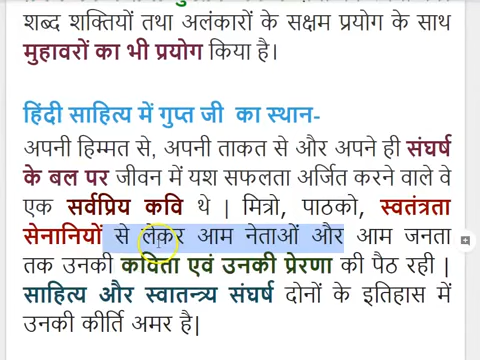 शब्द शक्तियों तथा अलंकारों के सक्षम प्रयोग के साथ
मुहावरों का भी प्रयोग किया है।
हिंदी साहित्य में गुप्त जी का स्थान-
अपनी हिम्मत से, अपनी ताकत से और अपने ही संघर्ष
के बल पर जीवन में यश सफलता अर्जित करने वाले वे
एक सर्वप्रिय कवि थे | मित्रो, पाठको, स्वतंत्रता
सेनानियों से लेकर आम नेताओं और आम जनता
तक उनकी कविता एवं उनकी प्रेरणा की पैठ रही |
साहित्य और स्वातन्त्र्य संघर्ष दोनों के इतिहास में
उनकी कीर्ति अमर है|